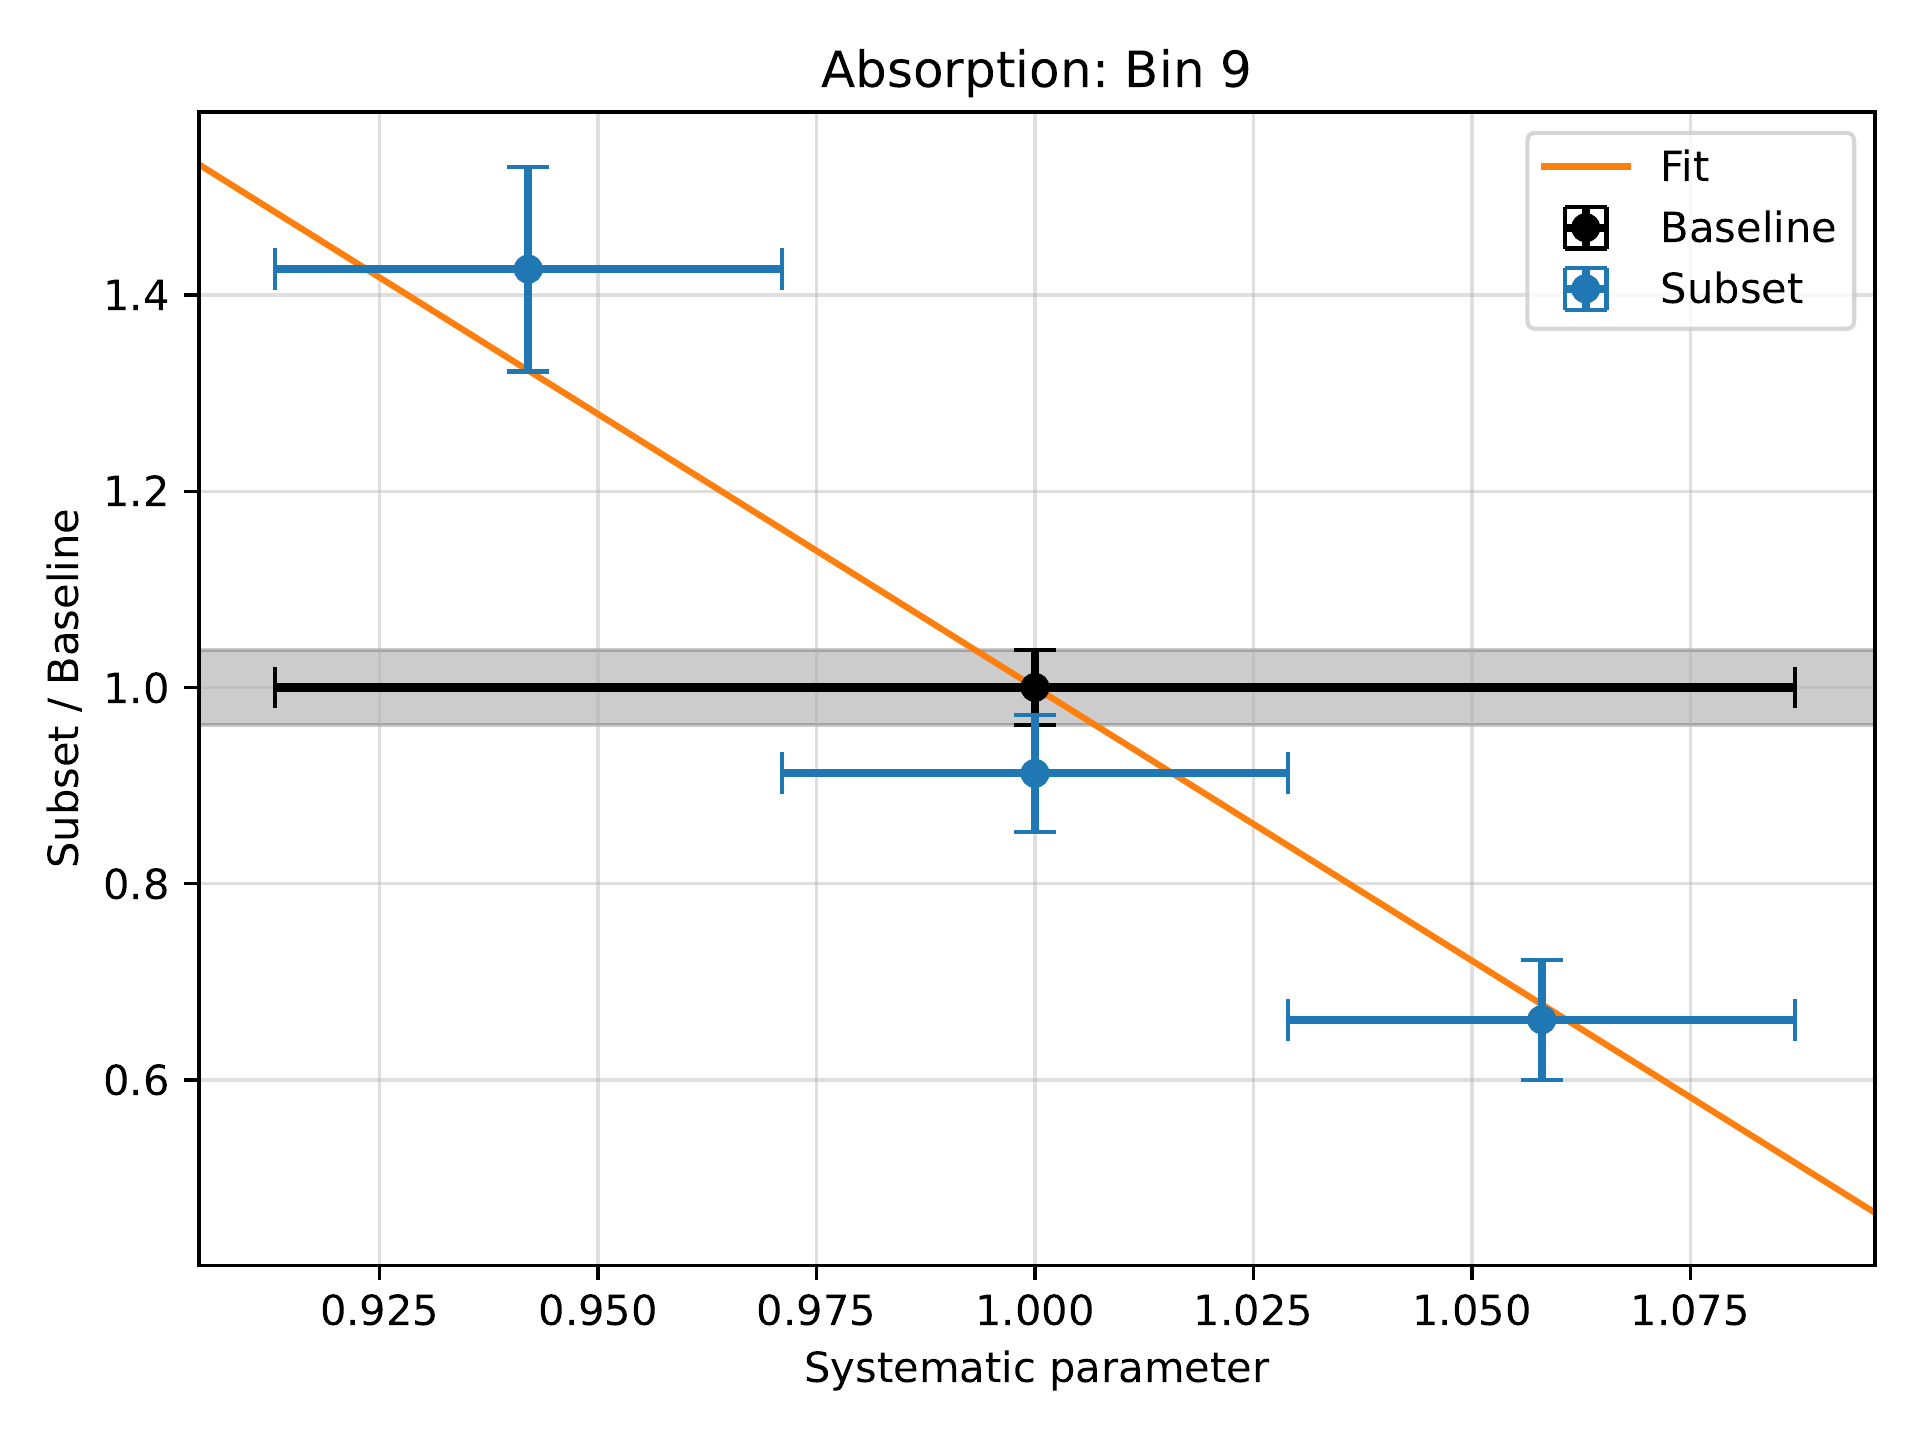 Absorption: Bin 9
Fit
Baseline
Subset
Subset / Baseline
1.4
1.2
1.0
0.8
0.6
0.925 0.950 0.975 1.000 1.025 1.050 1.075
Systematic parameter